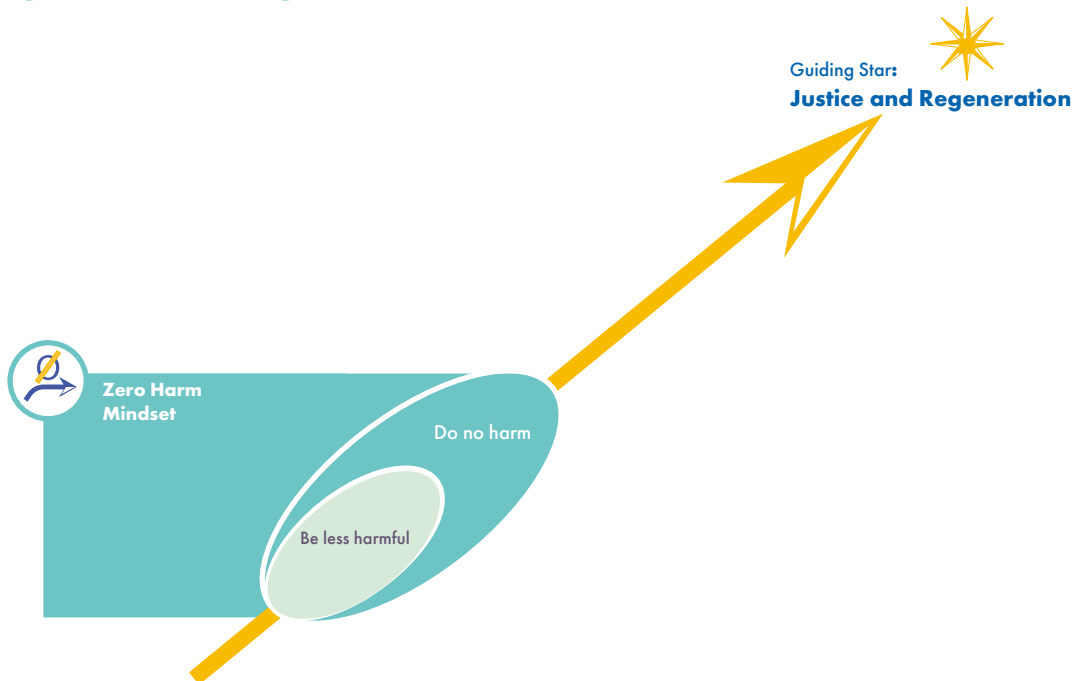 Guiding Star:
Justice and Regeneration
Zero Harm
Mindset
Do no harm
Be less harmful